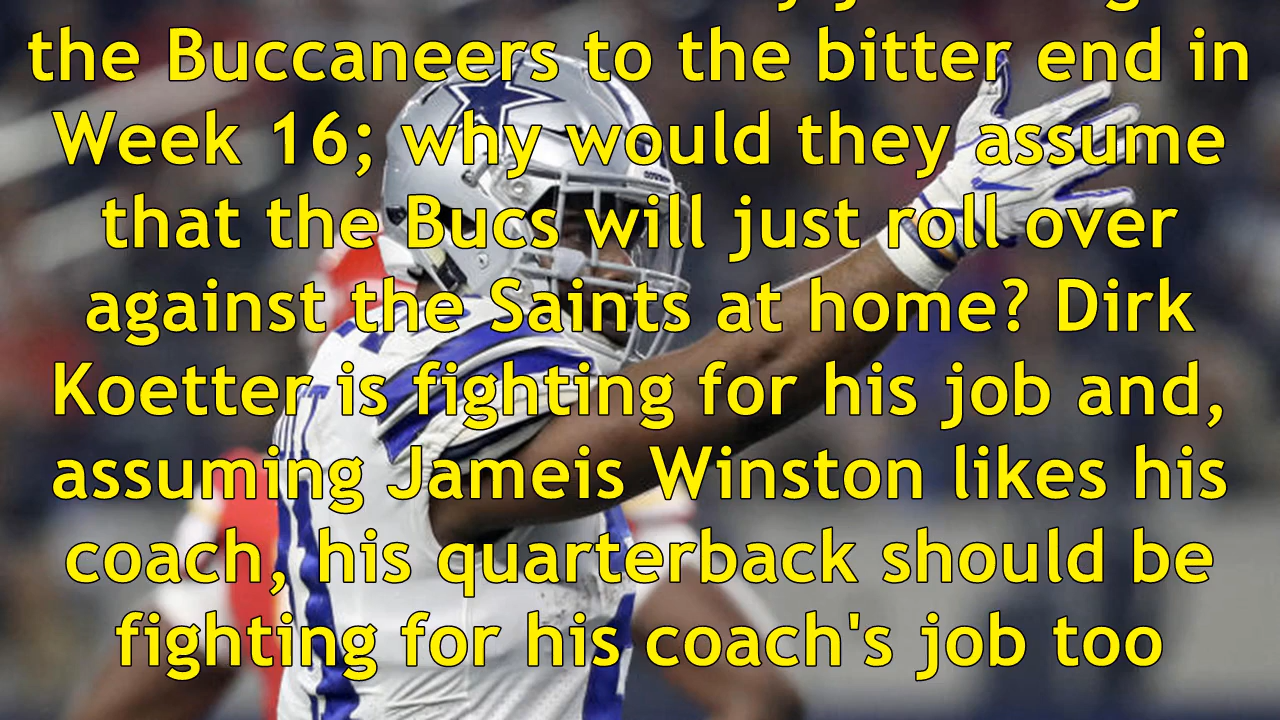 the Buccaneers to the bitter end in
Week 16; why would they assume
that the Bucs will just roll over
against the Saints at home? Dirk
Koetter is fighting for his job and,
assuming Jameis Winston likes his
coach, his quarterback should be
fighting for his coach's job too